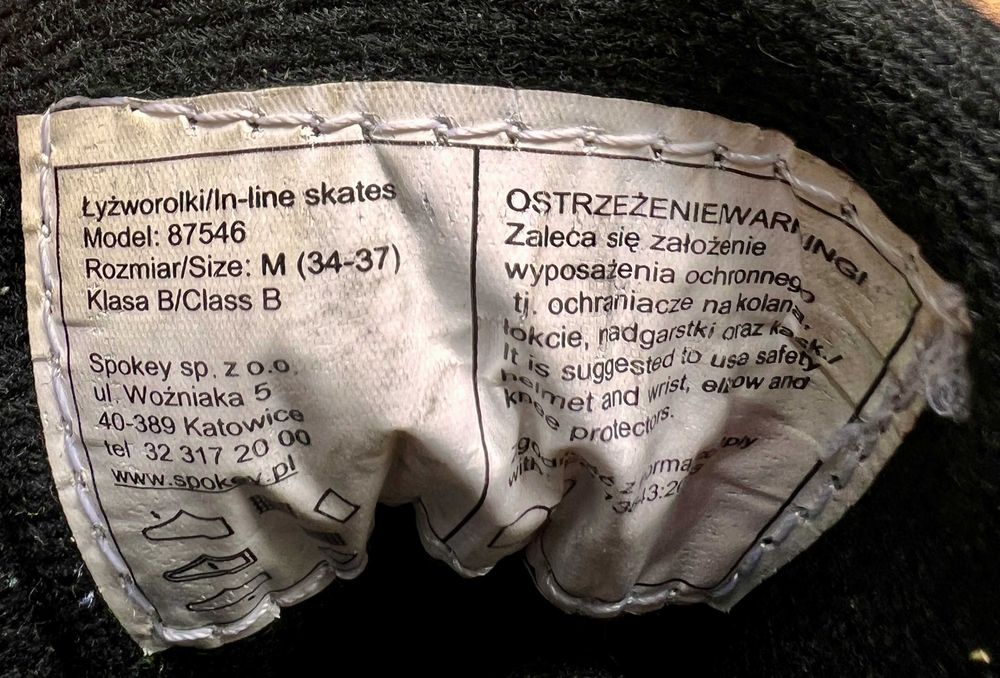 Łyżworolki/In-line skates
Model: 87546
Rozmiar/Size: M (34-37)
Klasa B/Class B
Spokey sp. z o.o.
ul. Woźniaka 5
40-389 Katowice
tel 32 317 20 00
www.spokey.pl
OSTRZEŻENIE/WARNING!
Zaleca się założenie
wyposażenia ochronnego
tj. ochraniacze na kolana,
łokcie, nadgarstki oraz kask./
It is suggested to use safety
helmet and wrist, elbow and
knee protectors.
z
with